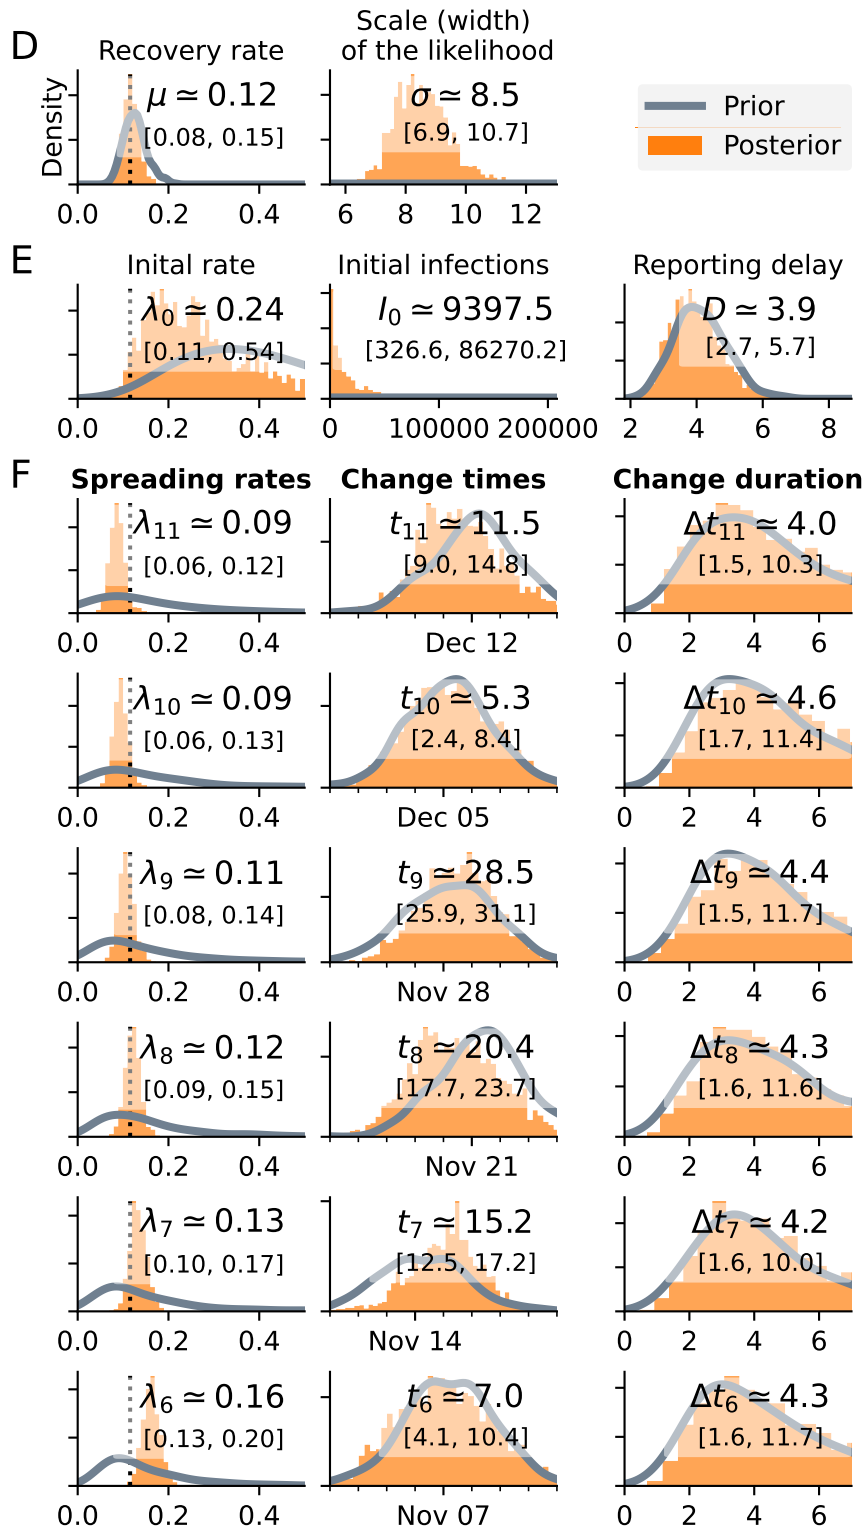 D
Recovery rate
Scale (width)
of the likelihood
Density
μ ≃ 0.12
[0.08, 0.15]
0.0 0.2 0.4
σ ≃ 8.5
[6.9, 10.7]
6 8 10 12
Prior
Posterior
E
Inital rate
λ0 ≃ 0.24
[0.11, 0.54]
0.0 0.2 0.4
Initial infections
I0 ≃ 9397.5
[326.6, 86270.2]
0 100000 200000
Reporting delay
D ≃ 3.9
[2.7, 5.7]
2 4 6 8
F
Spreading rates Change times Change duration
λ11 ≃ 0.09
[0.06, 0.12]
0.0 0.2 0.4
t11 ≃ 11.5
[9.0, 14.8]
Dec 12
Δt11 ≃ 4.0
[1.5, 10.3]
0 2 4 6
λ10 ≃ 0.09
[0.06, 0.13]
0.0 0.2 0.4
t10 ≃ 5.3
[2.4, 8.4]
Dec 05
Δt10 ≃ 4.6
[1.7, 11.4]
0 2 4 6
λ9 ≃ 0.11
[0.08, 0.14]
0.0 0.2 0.4
t9 ≃ 28.5
[25.9, 31.1]
Nov 28
Δt9 ≃ 4.4
[1.5, 11.7]
0 2 4 6
λ8 ≃ 0.12
[0.09, 0.15]
0.0 0.2 0.4
t8 ≃ 20.4
[17.7, 23.7]
Nov 21
Δt8 ≃ 4.3
[1.6, 11.6]
0 2 4 6
λ7 ≃ 0.13
[0.10, 0.17]
0.0 0.2 0.4
t7 ≃ 15.2
[12.5, 17.2]
Nov 14
Δt7 ≃ 4.2
[1.6, 10.0]
0 2 4 6
λ6 ≃ 0.16
[0.13, 0.20]
0.0 0.2 0.4
t6 ≃ 7.0
[4.1, 10.4]
Nov 07
Δt6 ≃ 4.3
[1.6, 11.7]
0 2 4 6